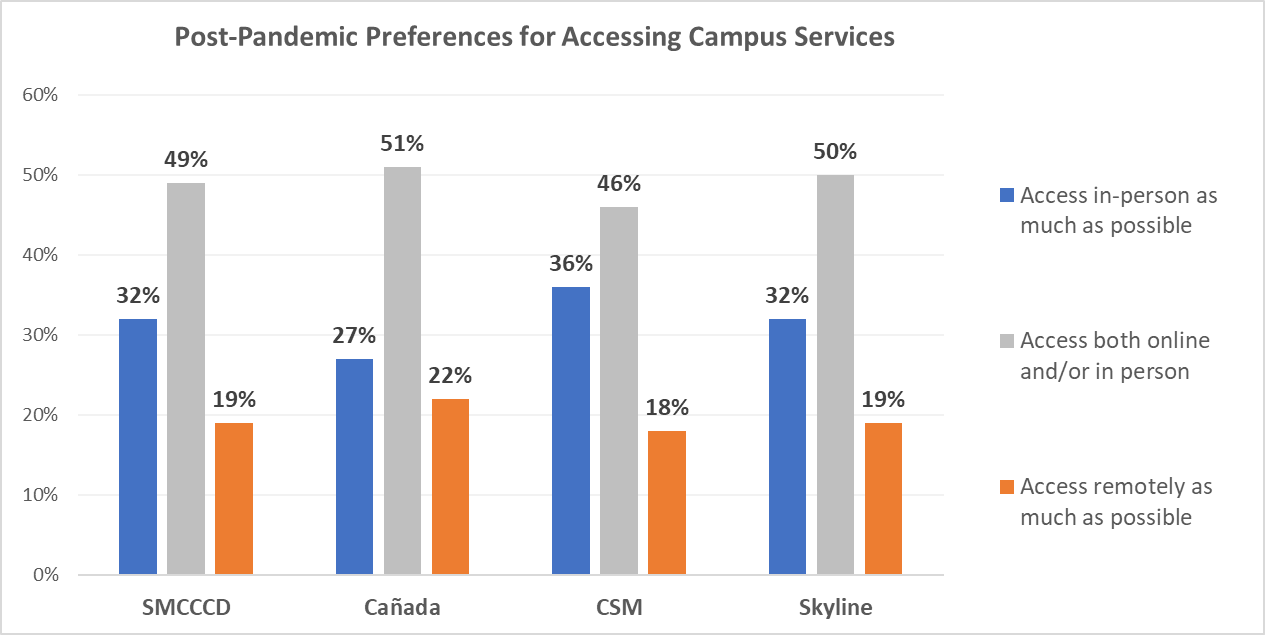 Post-Pandemic Preferences for Accessing Campus Services
60%
50%
40%
30%
20%
10%
0%
32%
49%
19%
27%
51%
22%
36%
46%
18%
32%
50%
19%
SMCCCD
Cañada
CSM
Skyline
Access in-person as
much as possible
Access both online
and/or in person
Access remotely as
much as possible